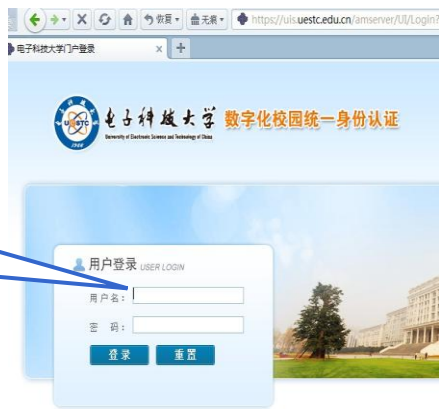 恢复 无痕 https://uis.uestc.edu.cn/amserver/UI/Login?
电子科技大学门户登录
UESTC 1956 电子科技大学 数字化校园统一身份认证
University of Electronic Science and Technology of China
用户登录 USER LOGIN
用户名:
密 码:
登录 重置